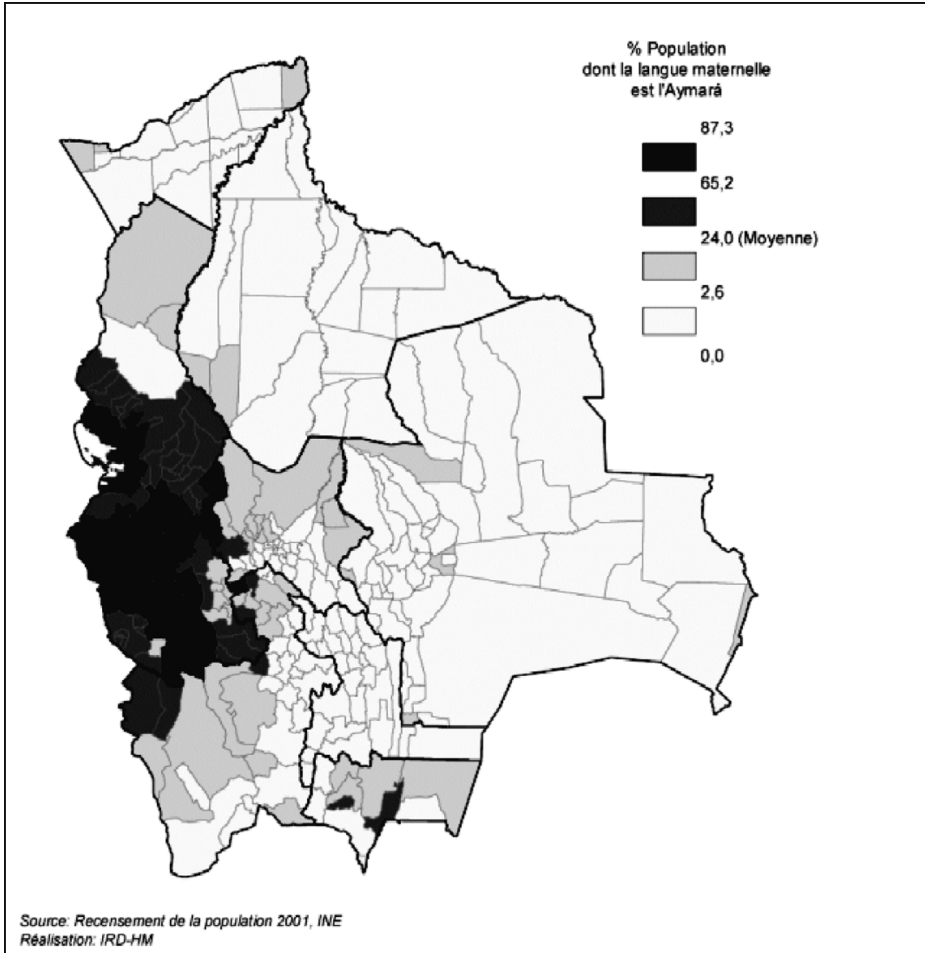 % Population
dont la langue maternelle
est l'Aymará
87,3
65,2
24,0 (Moyenne)
2,6
0,0
Source: Recensement de la population 2001, INE
Réalisation: IRD-HM